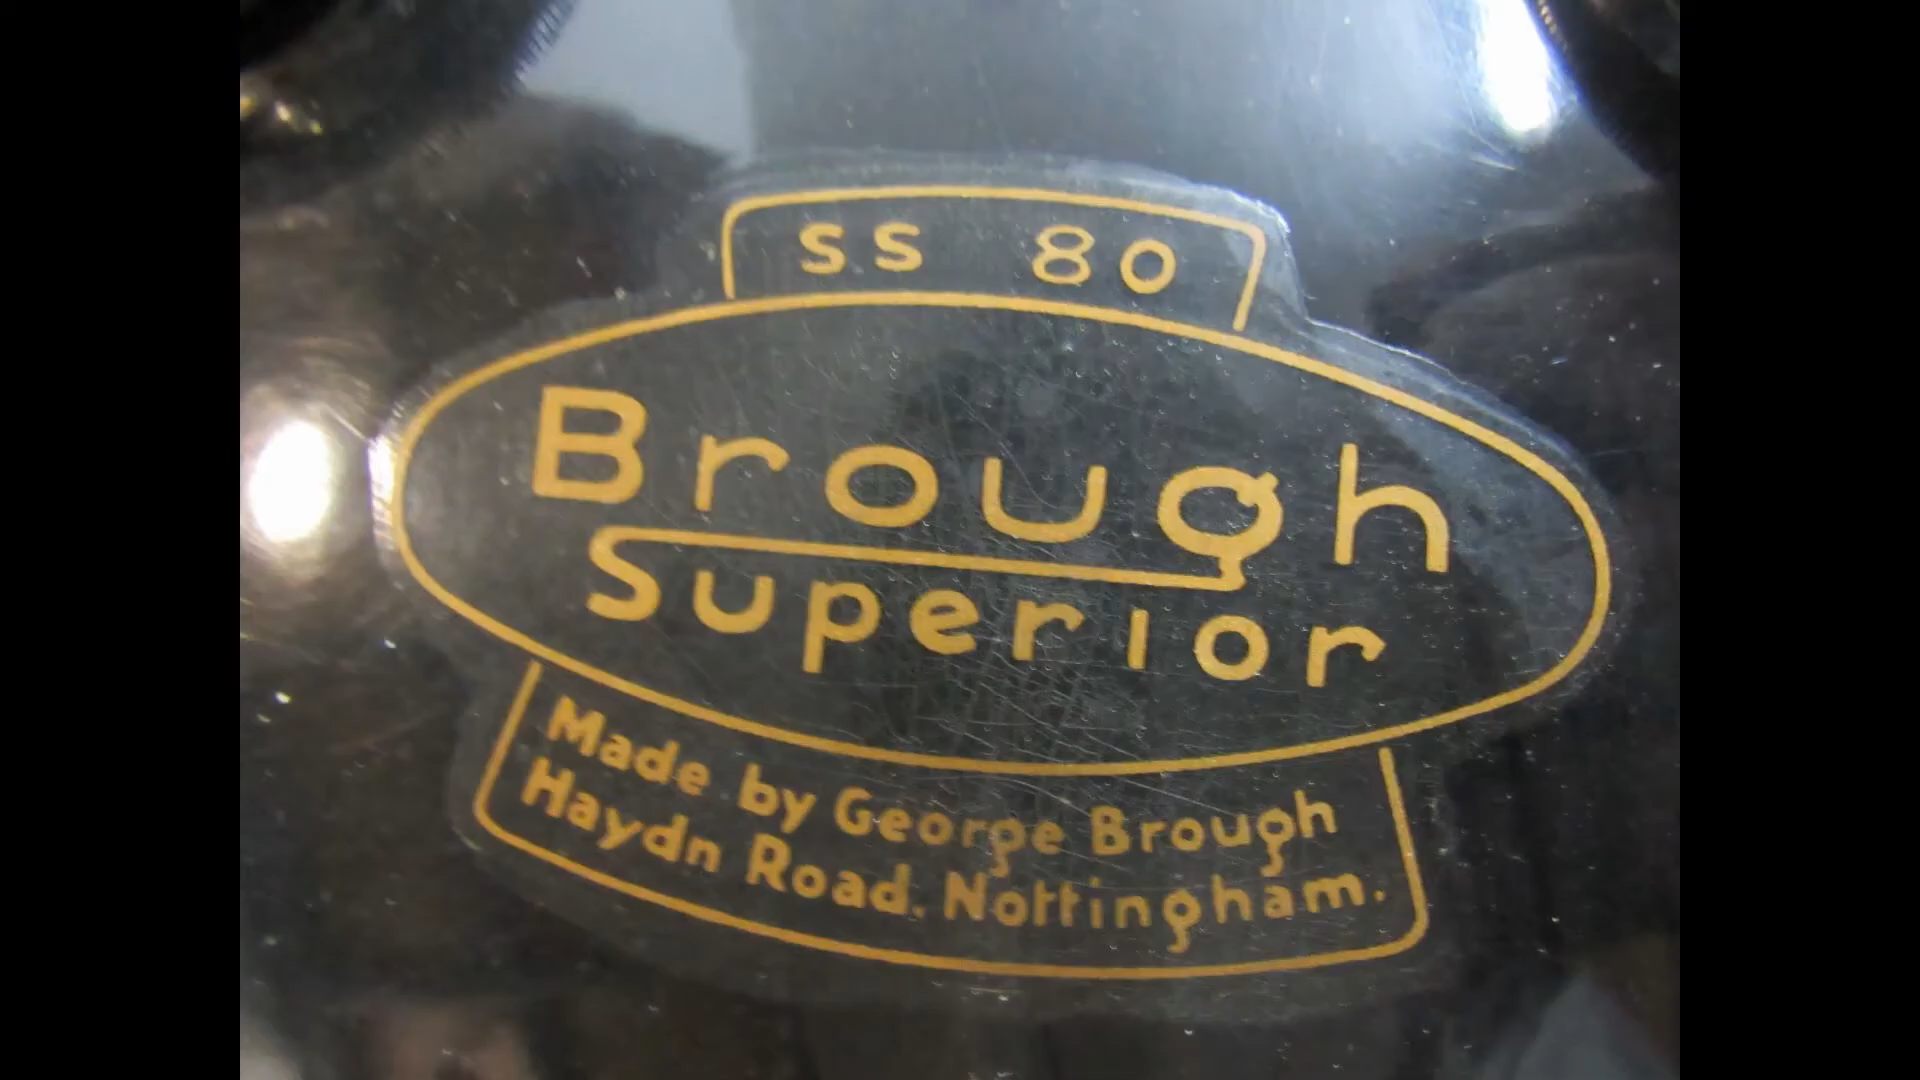 SS 80
Brough
Superior
Made by George Brough
Haydn Road. Nottingham.